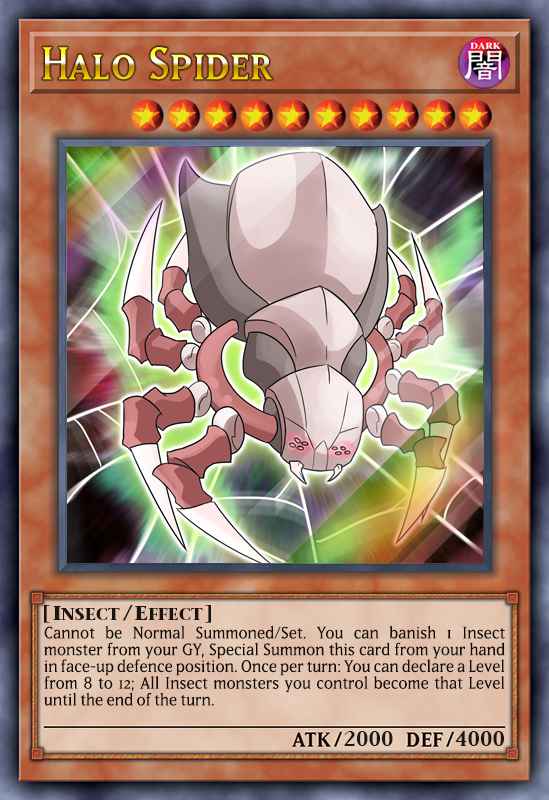 Halo Spider
DARK
闇
[Insect/Effect]
Cannot be Normal Summoned/Set. You can banish 1 Insect
monster from your GY, Special Summon this card from your hand
in face-up defence position. Once per turn: You can declare a Level
from 8 to 12; All Insect monsters you control become that Level
until the end of the turn.
ATK/2000 DEF/4000